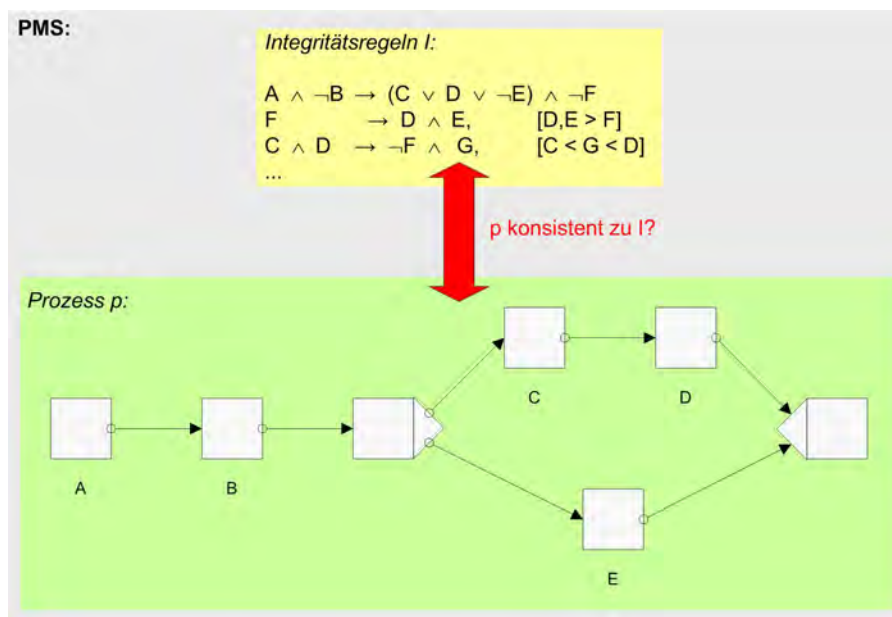 PMS:
Integritätsregeln I:
A ∧ ¬B → (C ∨ D ∨ ¬E) ∧ ¬F
F → D ∧ E, [D,E > F]
C ∧ D → ¬F ∧ G, [C < G < D]
...
p konsistent zu I?
Prozess p:
C
D
A
B
E